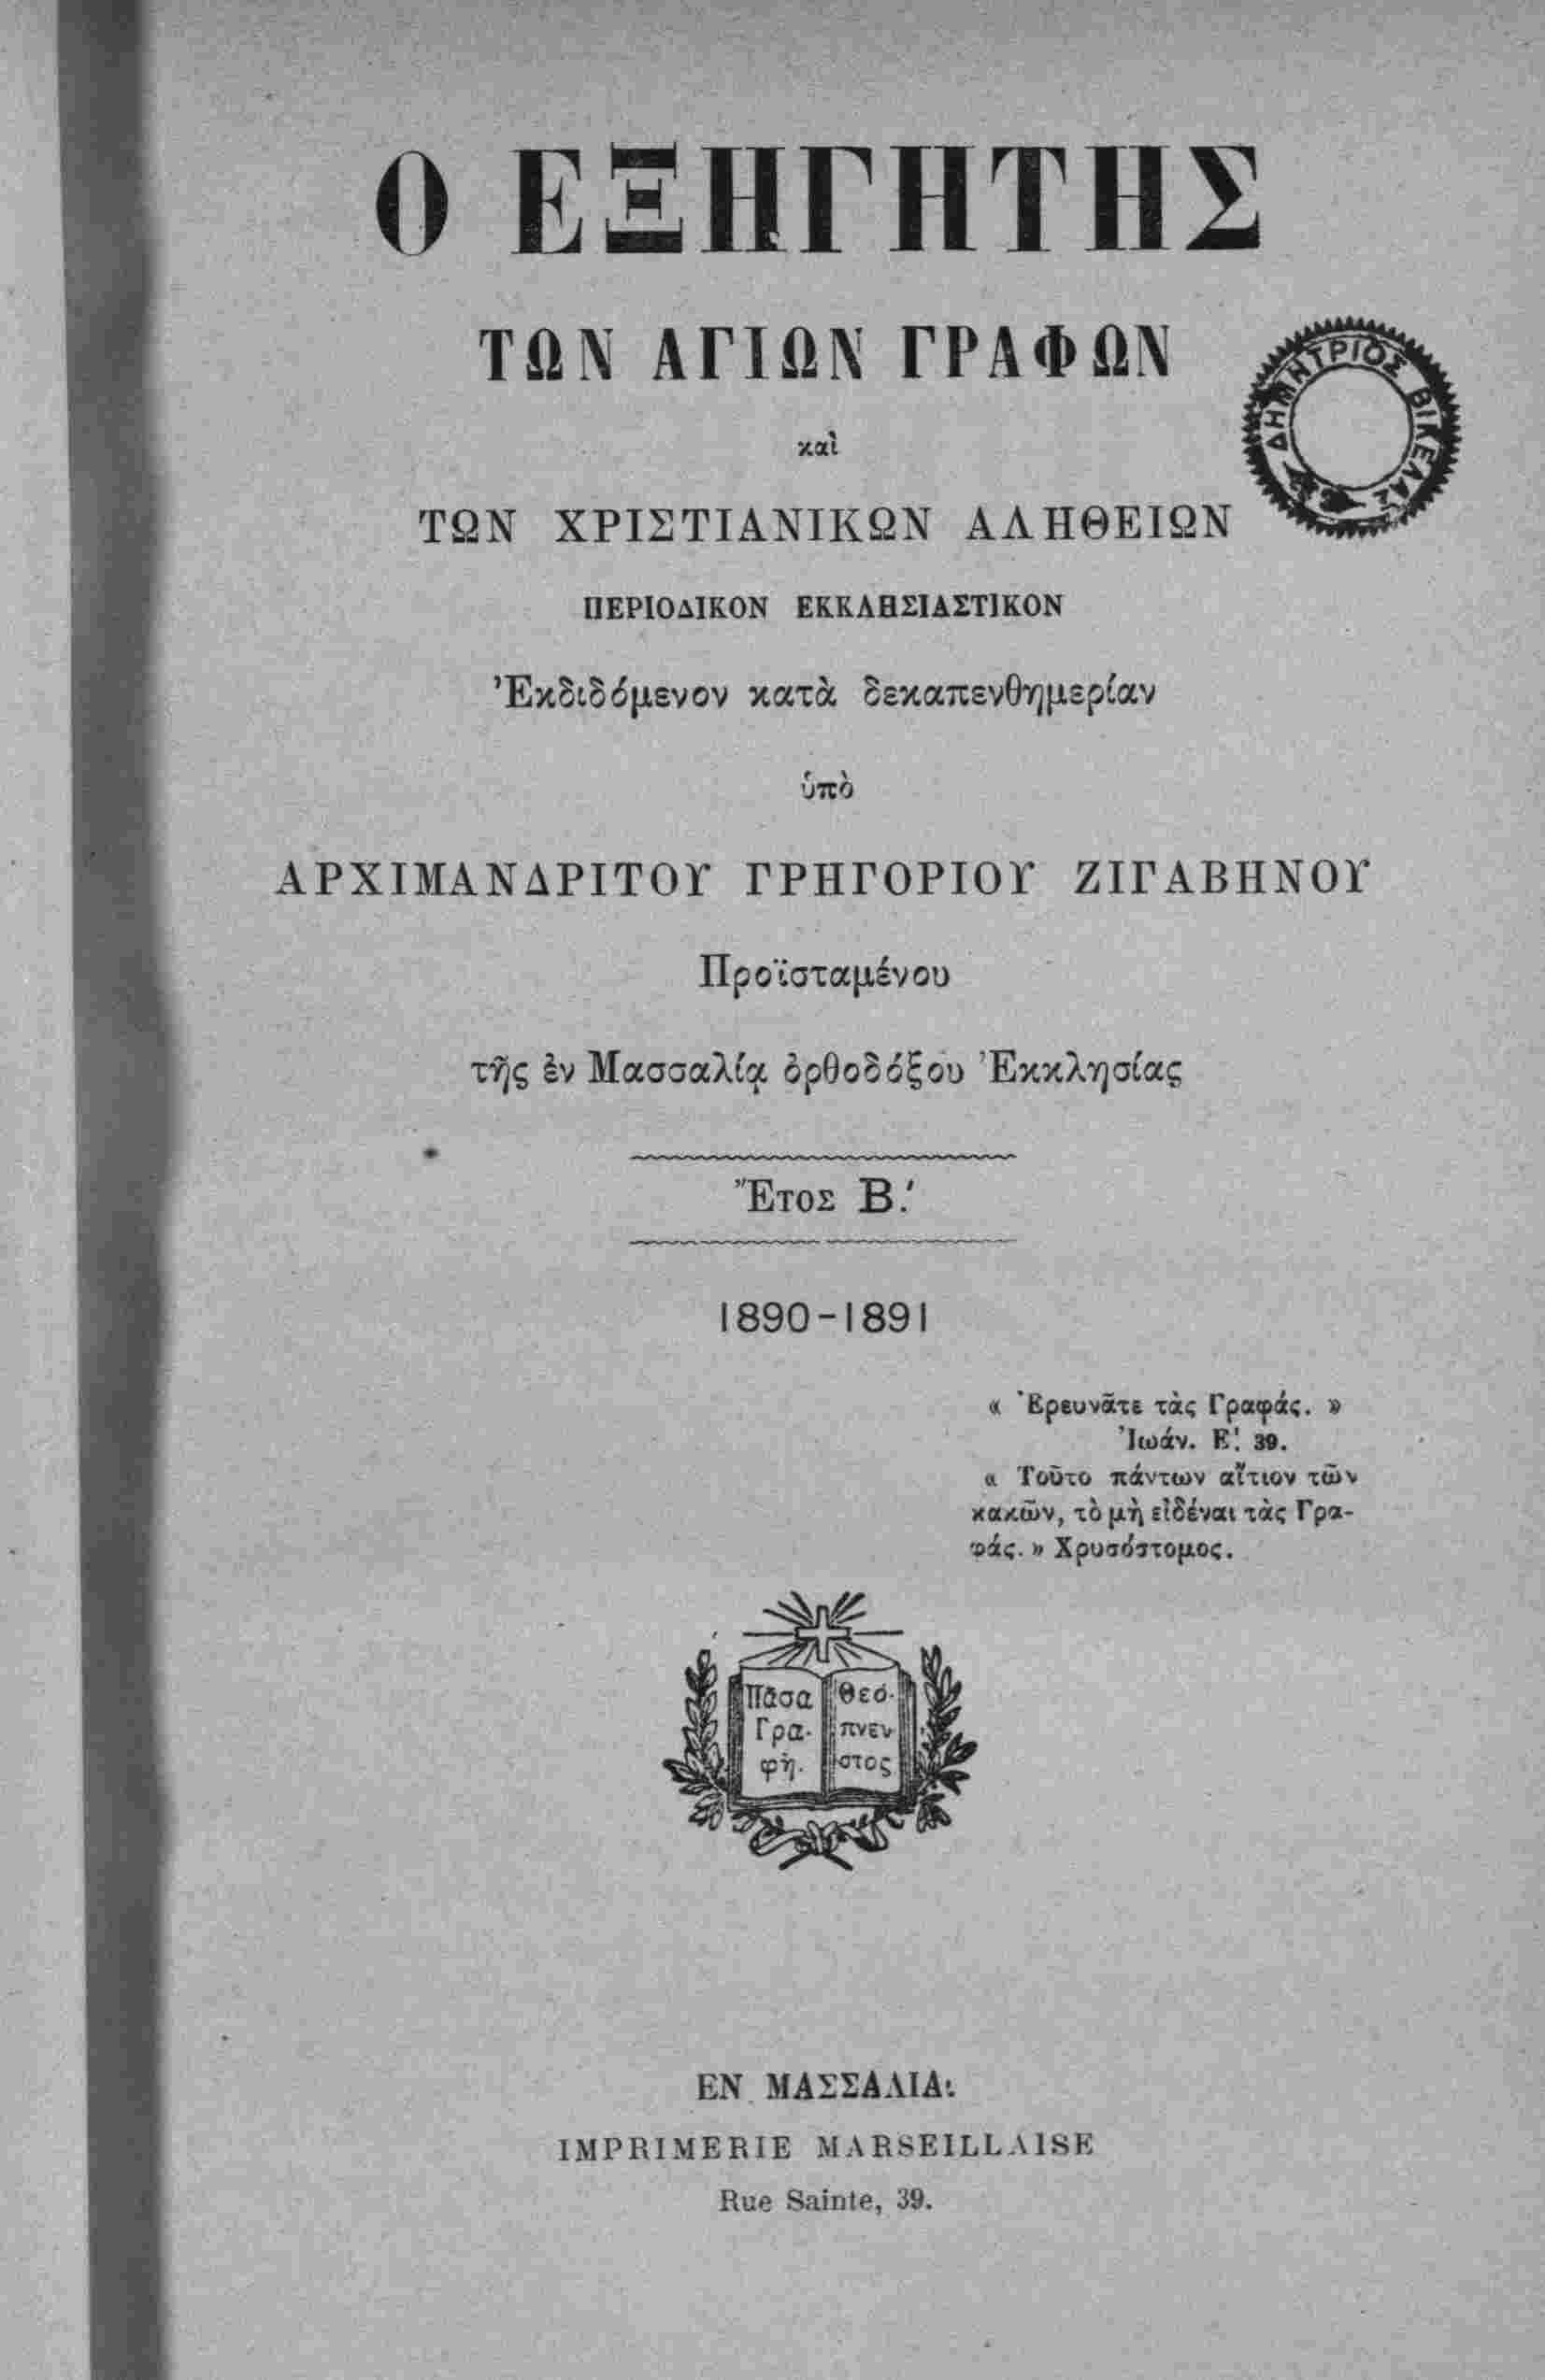 Ο ΕΞΗΓΗΤΗΣ
ΤΩΝ ΑΓΙΩΝ ΓΡΑΦΩΝ
καὶ
ΤΩΝ ΧΡΙΣΤΙΑΝΙΚΩΝ ΑΛΗΘΕΙΩΝ
ΔΗΜΗΤΡΙΟΣ ΒΙΚΕΛΑΣ
ΠΕΡΙΟΔΙΚΟΝ ΕΚΚΛΗΣΙΑΣΤΙΚΟΝ
Ἐκδιδόμενον κατὰ δεκαπενθημερίαν
ὑπὸ
ΑΡΧΙΜΑΝΔΡΙΤΟΥ ΓΡΗΓΟΡΙΟΥ ΖΙΓΑΒΗΝΟΥ
Προϊσταμένου
τῆς ἐν Μασσαλίᾳ ὀρθοδόξου Ἐκκλησίας
Ἔτος Β.'
1890-1891
« Ἐρευνᾶτε τὰς Γραφάς. »
Ἰωάν. Ε.' 39.
« Τοῦτο πάντων αἴτιον τῶν
κακῶν, τὸ μὴ εἰδέναι τὰς Γρα-
φάς. » Χρυσόστομος.
Πᾶσα Θεό-
Γρα- πνευ
φὴ. στος
ΕΝ ΜΑΣΣΑΛΙΑι.
IMPRIMERIE MARSEILLAISE
Rue Sainte, 39.